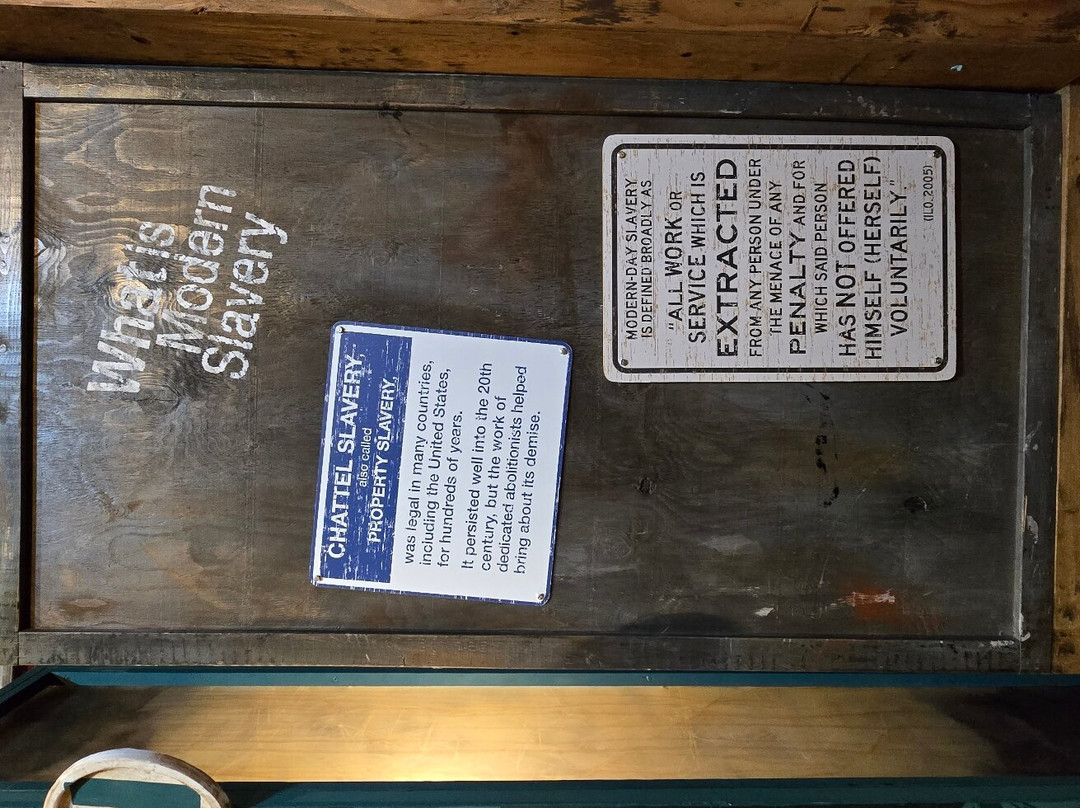 What is
Modern
Slavery
CHATTEL SLAVERY,
also called
PROPERTY SLAVERY,
was legal in many countries,
including the United States,
for hundreds of years.
It persisted well into the 20th
century, but the work of
dedicated abolitionists helped
bring about its demise.
MODERN-DAY SLAVERY
IS DEFINED BROADLY AS
"ALL WORK OR
SERVICE WHICH IS
EXTRACTED
FROM ANY PERSON UNDER
THE MENACE OF ANY
PENALTY AND FOR
WHICH SAID PERSON
HAS NOT OFFERED
HIMSELF (HERSELF)
VOLUNTARILY."
(ILO, 2005)